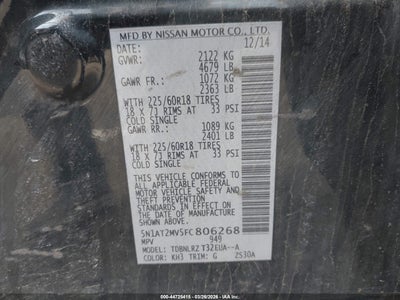 MFD BY NISSAN MOTOR CO., LTD.
DATE: 12/14
GVWR: 2122 KG
4679 LB
GAWR FR.: 1072 KG
2363 LB
WITH 225/60R18 TIRES
18 X 7J RIMS AT 33 PSI
COLD SINGLE
GAWR RR.: 1089 KG
2401 LB
WITH 225/60R18 TIRES
18 X 7J RIMS AT 33 PSI
COLD SINGLE
THIS VEHICLE CONFORMS TO
ALL APPLICABLE FEDERAL
MOTOR VEHICLE SAFETY AND
THEFT PREVENTION STANDARDS
IN EFFECT ON THE DATE OF
MANUFACTURE SHOWN ABOVE.
5N1AT2MV5FC806268
MPV 949
MODEL: TDBNLRZ T32EUA--A
COLOR: KH3 TRIM: G ZS30A
000-44725415 | 03/26/2026 | IAA